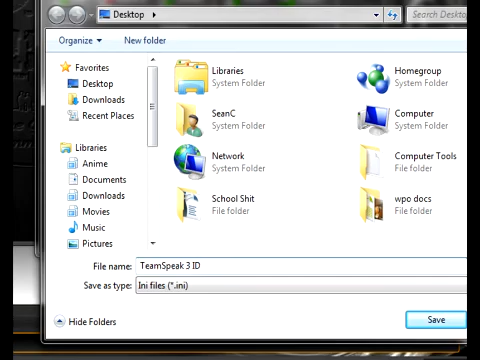 Desktop
Search Deskto
Organize
New folder
Favorites
Desktop
Downloads
Recent Places
Libraries
Anime
Documents
Downloads
Movies
Music
Pictures
Libraries
System Folder
Homegroup
System Folder
SeanC
System Folder
Computer
System Folder
Network
System Folder
Computer Tools
File folder
School Shit
File folder
wpo docs
File folder
File name:
TeamSpeak 3 ID
Save as type:
Ini files (*.ini)
Hide Folders
Save